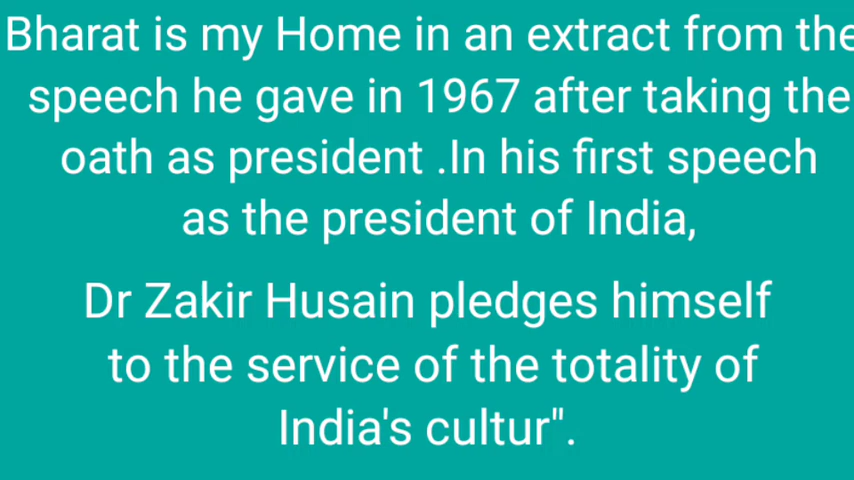 Bharat is my Home in an extract from the
speech he gave in 1967 after taking the
oath as president .In his first speech
as the president of India,
Dr Zakir Husain pledges himself
to the service of the totality of
India's cultur".